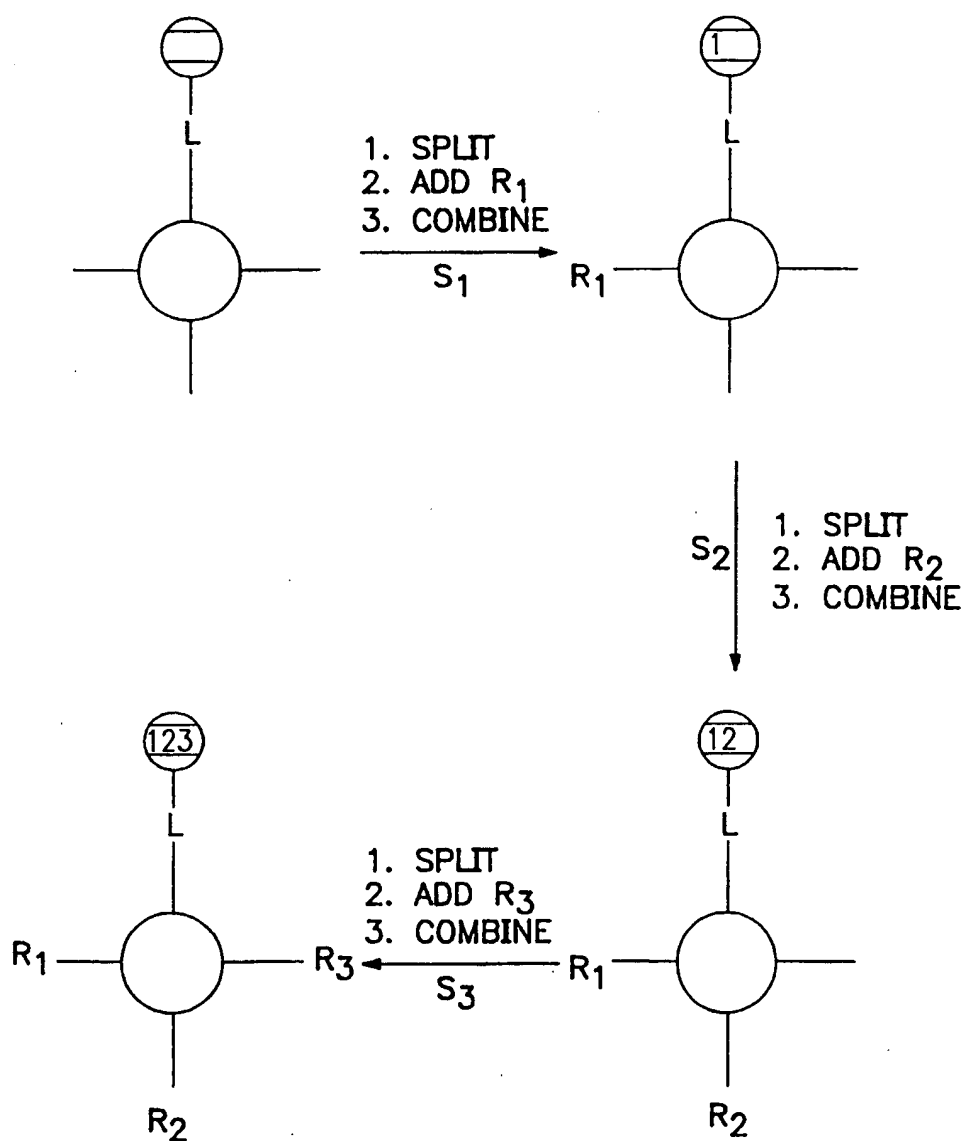 1
L
L
1. SPLIT
2. ADD R₁
3. COMBINE
S₁
R₁
S₂
1. SPLIT
2. ADD R₂
3. COMBINE
123
12
L
L
1. SPLIT
2. ADD R₃
3. COMBINE
R₁
R₃
S₃
R₁
R₂
R₂